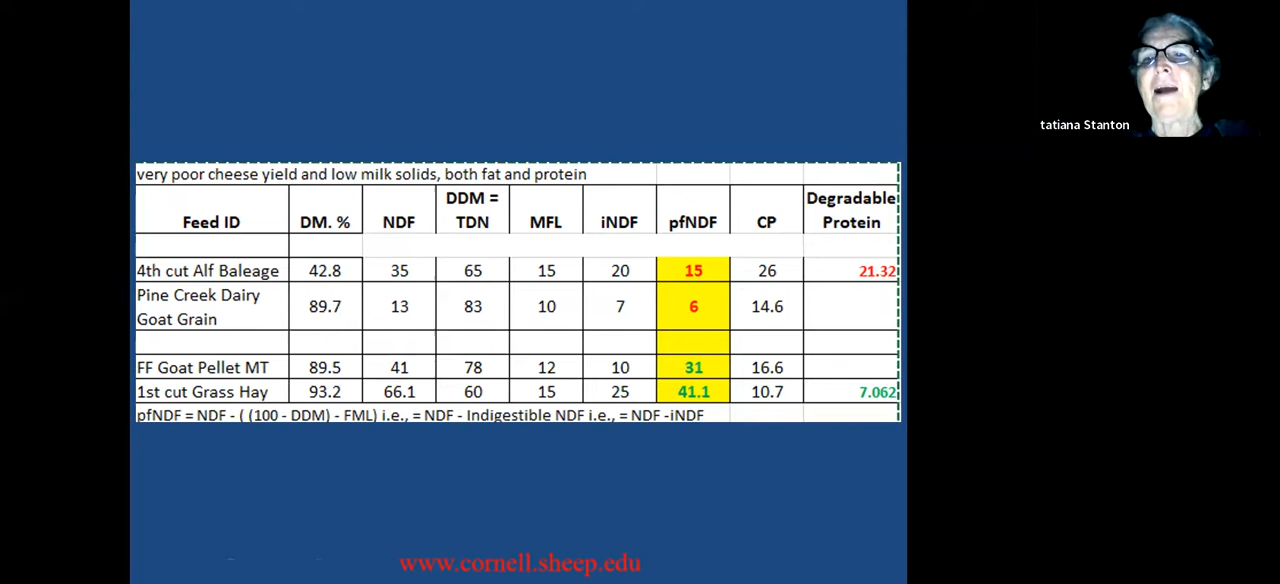 tatiana Stanton
very poor cheese yield and low milk solids, both fat and protein
Feed ID DM. % NDF DDM = TDN MFL iNDF pfNDF CP Degradable Protein
4th cut Alf Baleage 42.8 35 65 15 20 15 26 21.32
Pine Creek Dairy Goat Grain 89.7 13 83 10 7 6 14.6
FF Goat Pellet MT 89.5 41 78 12 10 31 16.6
1st cut Grass Hay 93.2 66.1 60 15 25 41.1 10.7 7.062
pfNDF = NDF - ( (100 - DDM) - FML) i.e., = NDF - Indigestible NDF i.e., = NDF -iNDF
www.cornell.sheep.edu